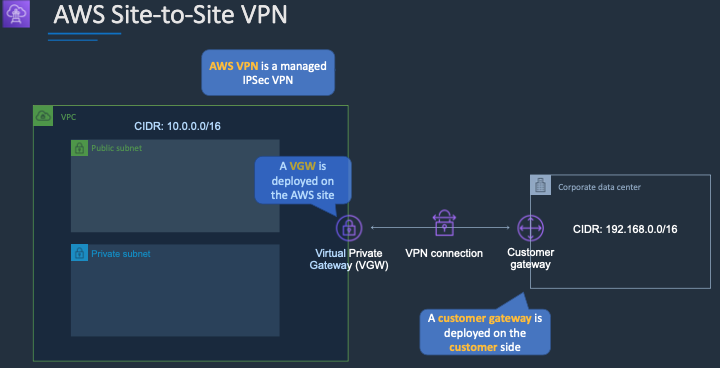 AWS Site-to-Site VPN
AWS VPN is a managed
IPSec VPN
VPC
CIDR: 10.0.0.0/16
Public subnet
A VGW is
deployed on
the AWS site
Private subnet
Virtual Private
Gateway (VGW)
VPN connection
Customer
gateway
Corporate data center
CIDR: 192.168.0.0/16
A customer gateway is
deployed on the
customer side